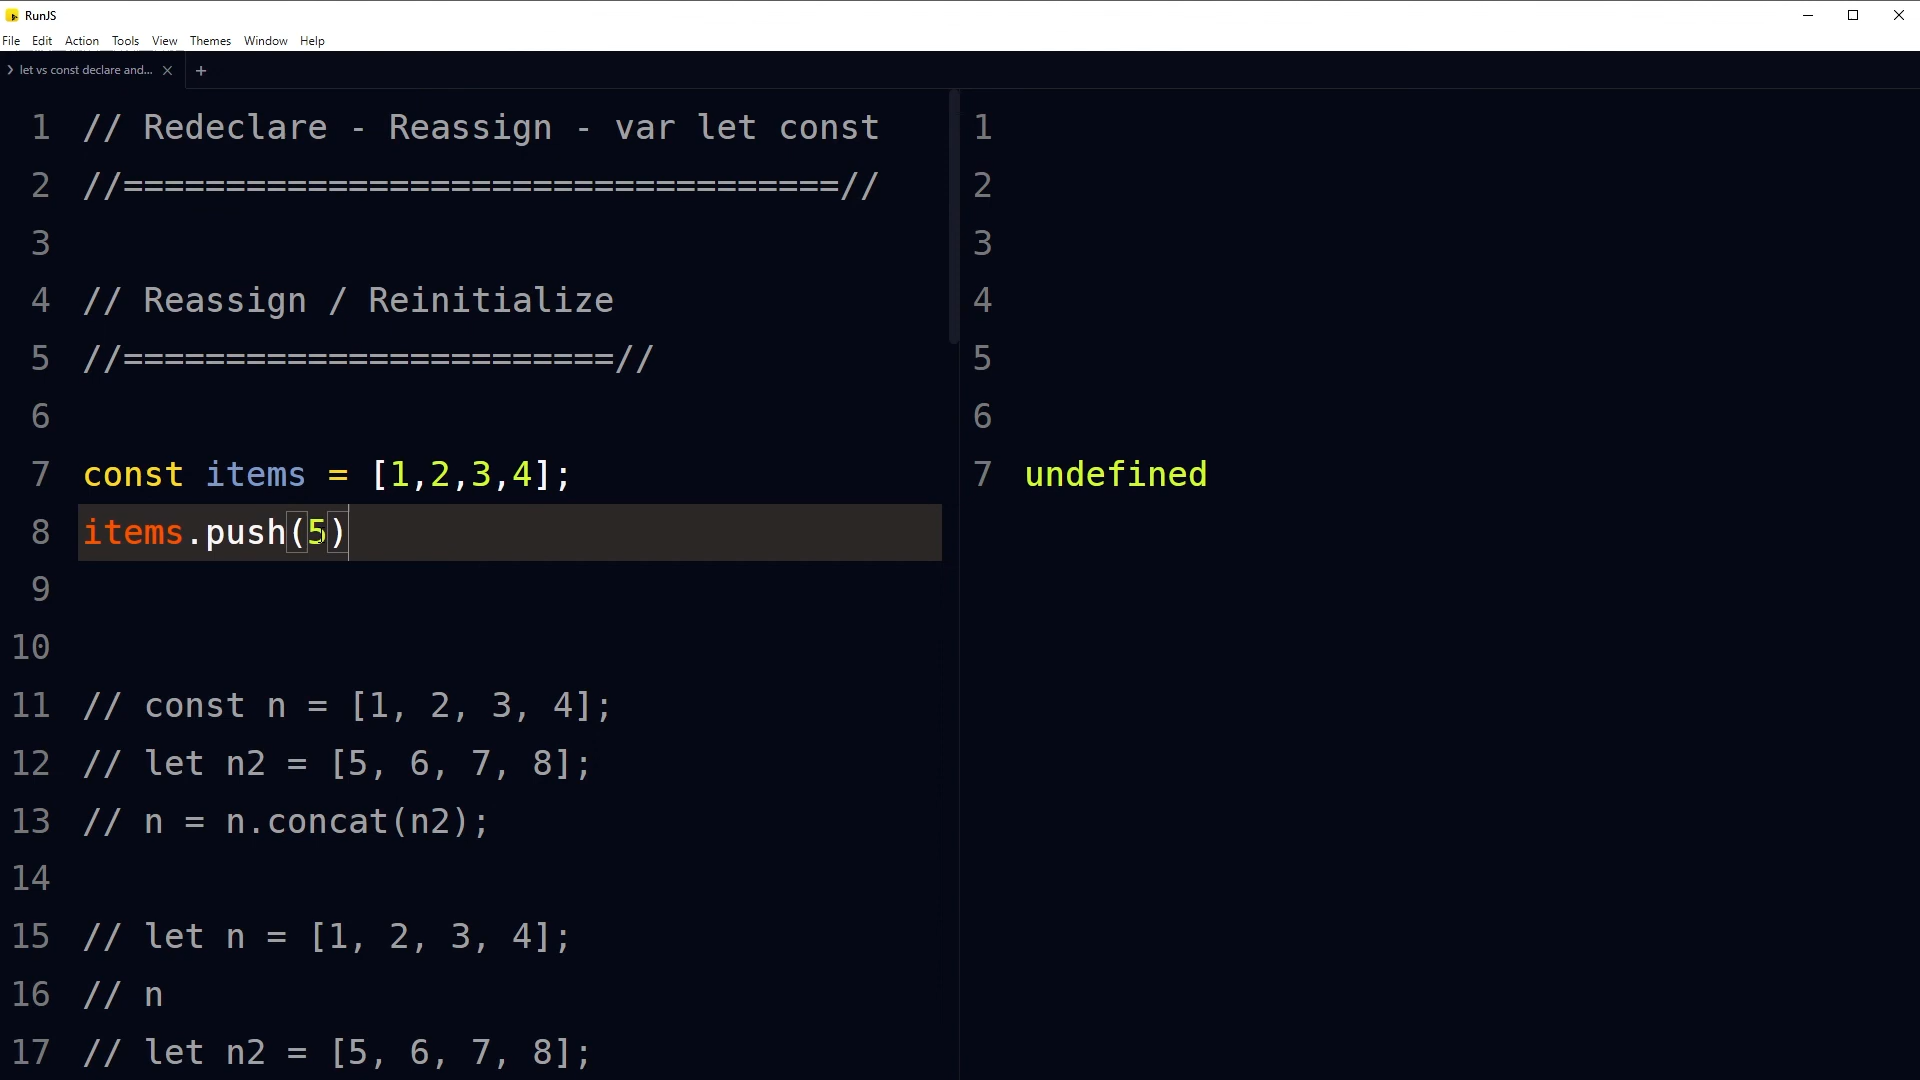 RunJS
File Edit Action Tools View Themes Window Help
let vs const declare and...
1 // Redeclare - Reassign - var let const
2 //===================================//
3
4 // Reassign / Reinitialize
5 //========================//
6
7 const items = [1,2,3,4];
8 items.push(5)
9
10
11 // const n = [1, 2, 3, 4];
12 // let n2 = [5, 6, 7, 8];
13 // n = n.concat(n2);
14
15 // let n = [1, 2, 3, 4];
16 // n
17 // let n2 = [5, 6, 7, 8];
1
2
3
4
5
6
7 undefined